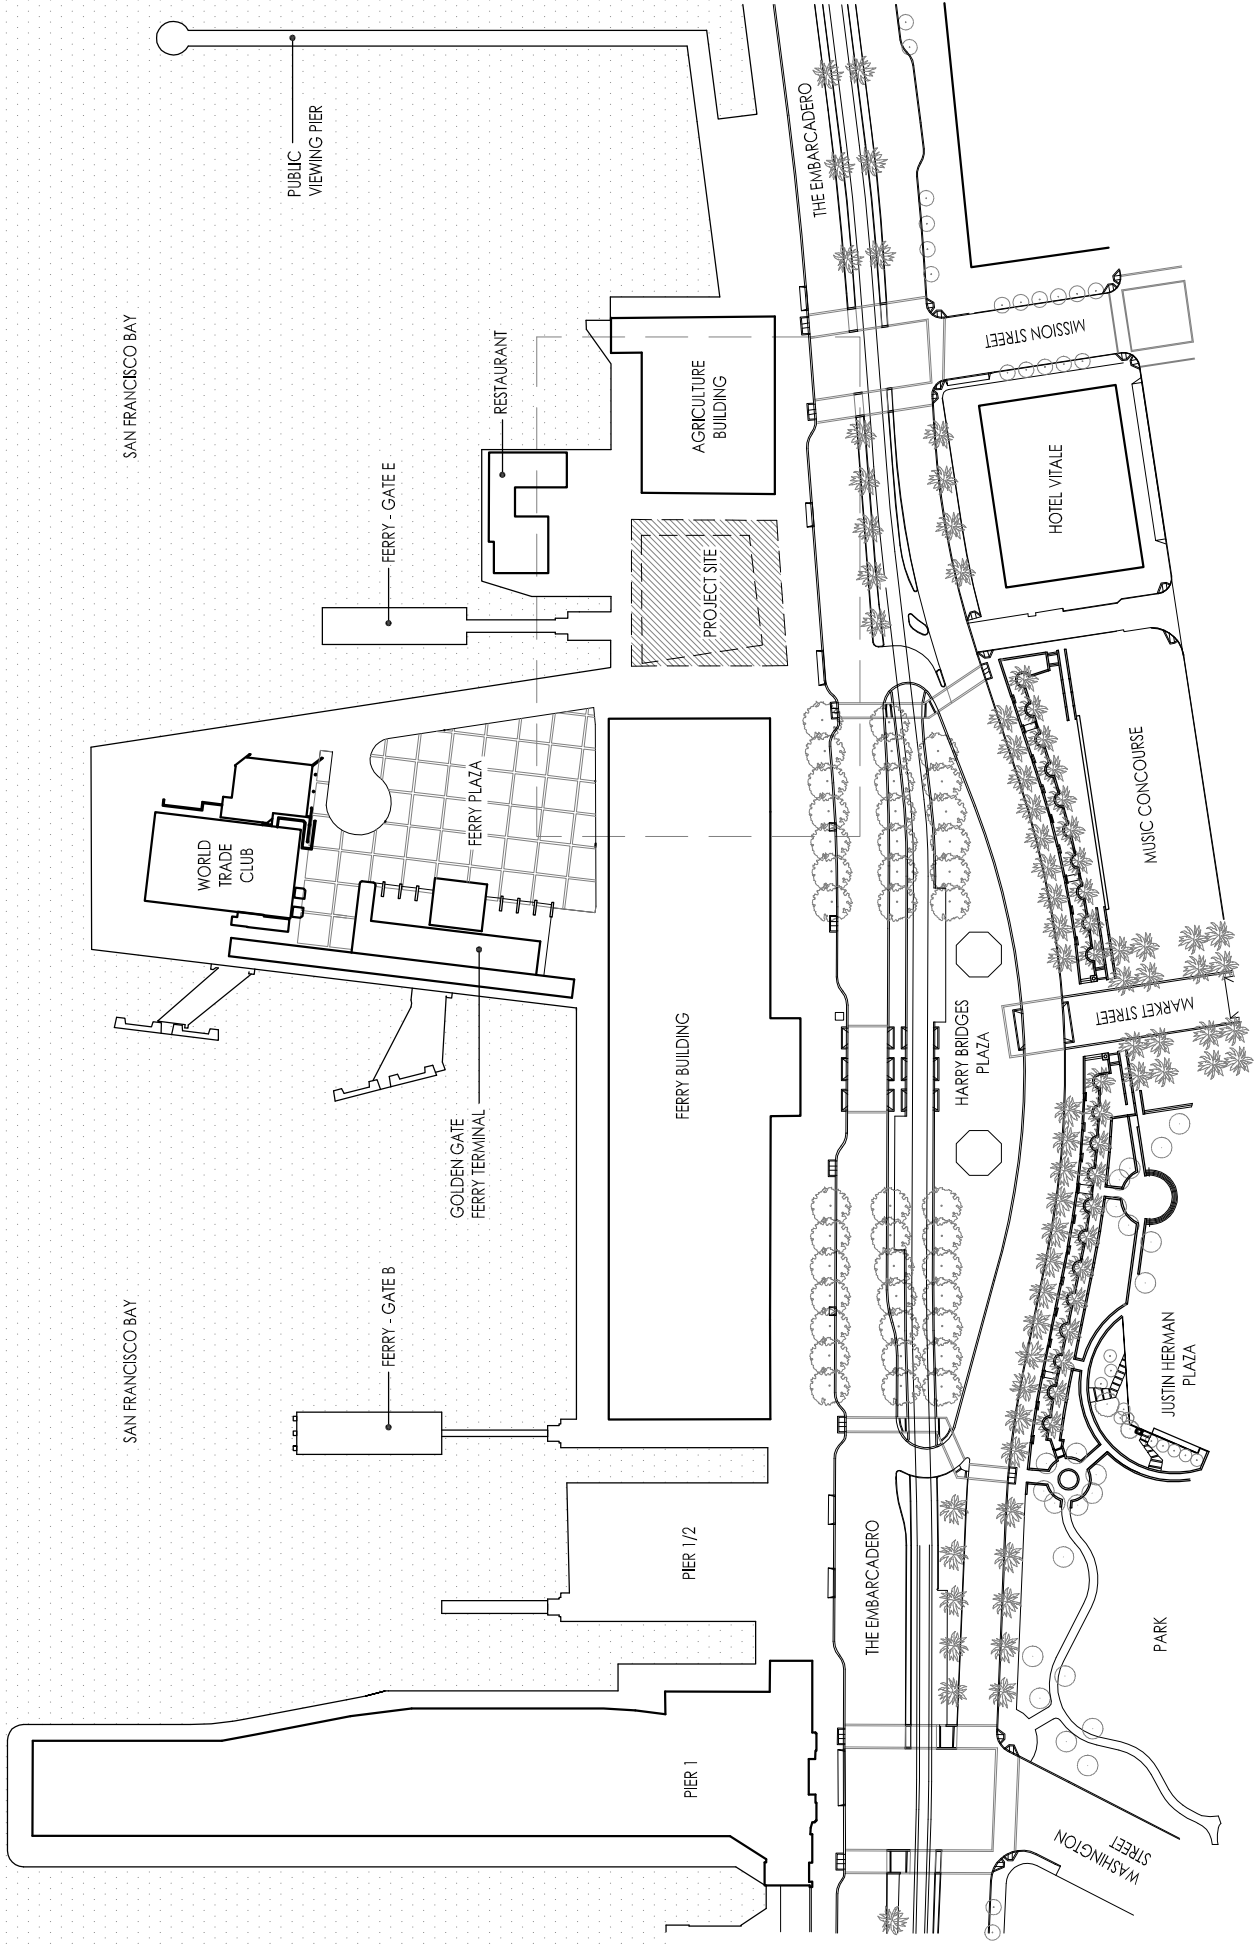 PUBLIC
VIEWING PIER
THE EMBARCADERO
SAN FRANCISCO BAY
RESTAURANT
MISSION STREET
AGRICULTURE
BUILDING
FERRY - GATE E
HOTEL VITALE
PROJECT SITE
FERRY PLAZA
MUSIC CONCOURSE
WORLD
TRADE
CLUB
MARKET STREET
HARRY BRIDGES
PLAZA
FERRY BUILDING
GOLDEN GATE
FERRY TERMINAL
SAN FRANCISCO BAY
FERRY - GATE B
JUSTIN HERMAN
PLAZA
PIER 1/2
THE EMBARCADERO
PARK
PIER 1
WASHINGTON
STREET